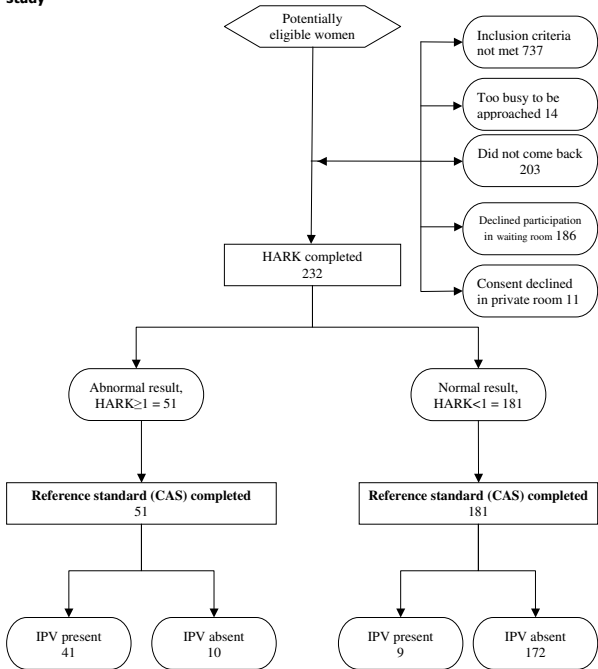 study
Potentially
eligible women
Inclusion criteria
not met 737
Too busy to be
approached 14
Did not come back
203
Declined participation
in waiting room 186
Consent declined
in private room 11
HARK completed
232
Abnormal result,
HARK≥1 = 51
Normal result,
HARK<1 = 181
Reference standard (CAS) completed
51
Reference standard (CAS) completed
181
IPV present
41
IPV absent
10
IPV present
9
IPV absent
172